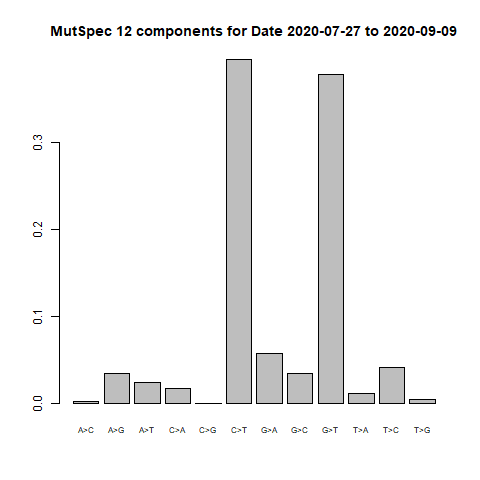 MutSpec 12 components for Date 2020-07-27 to 2020-09-09
0.3
0.2
0.1
0.0
A>C A>G A>T C>A C>G C>T G>A G>C G>T T>A T>C T>G